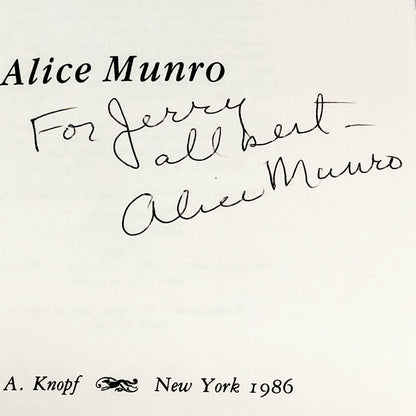 Alice Munro
For Jerry
all best –
Alice Munro
A. Knopf New York 1986